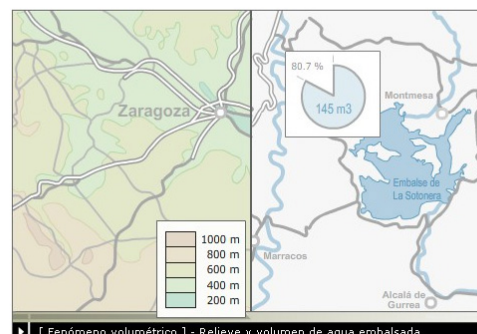 Zaragoza
1000 m
800 m
600 m
400 m
200 m
80.7 %
145 m3
Montmesa
Embalse de
La Sotonera
Marracos
Alcalá de
Gurrea
[ Fenómeno volumétrico ] - Relieve y volumen de agua embalsada